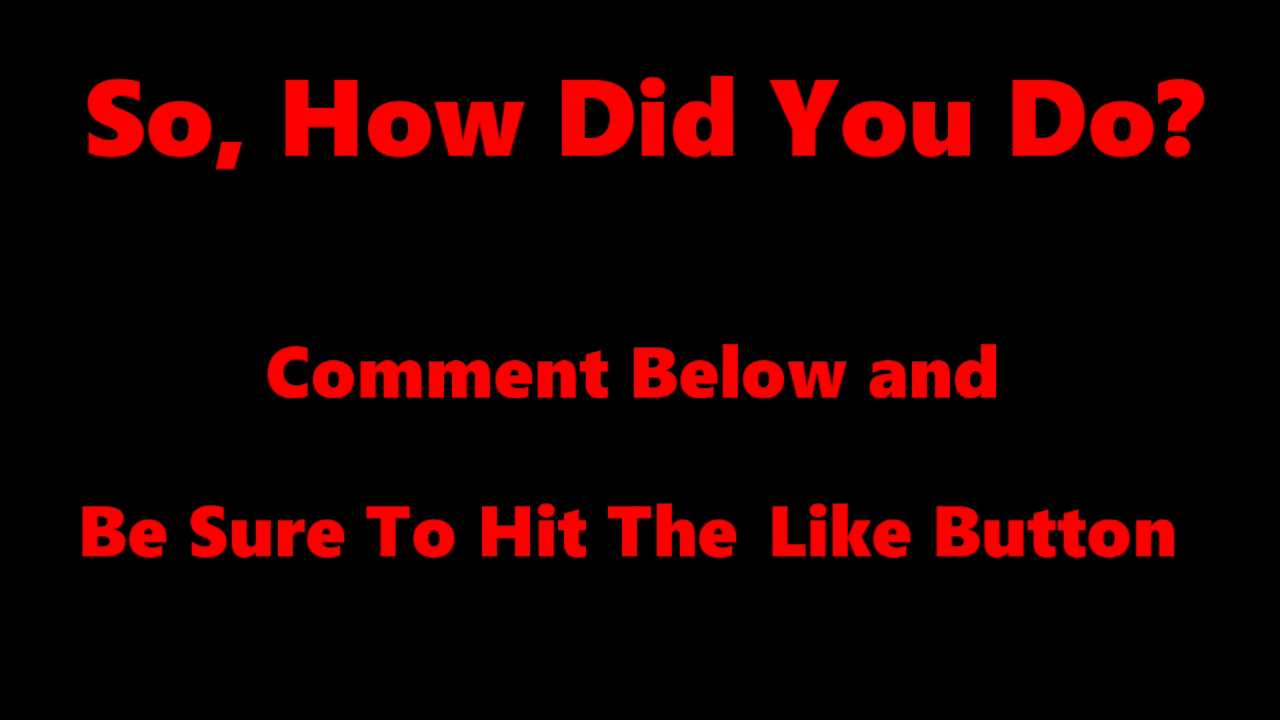 So, How Did You Do?
Comment Below and
Be Sure To Hit The Like Button